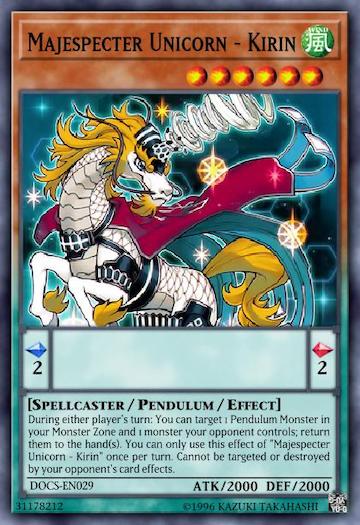 Majespecter Unicorn - Kirin
WIND
風
2
2
[Spellcaster / Pendulum / Effect]
During either player's turn: You can target 1 Pendulum Monster in
your Monster Zone and 1 monster your opponent controls; return
them to the hand(s). You can only use this effect of "Majespecter
Unicorn - Kirin" once per turn. Cannot be targeted or destroyed
by your opponent's card effects.
DOCS-EN029
ATK/2000 DEF/2000
31178212
©1996 KAZUKI TAKAHASHI